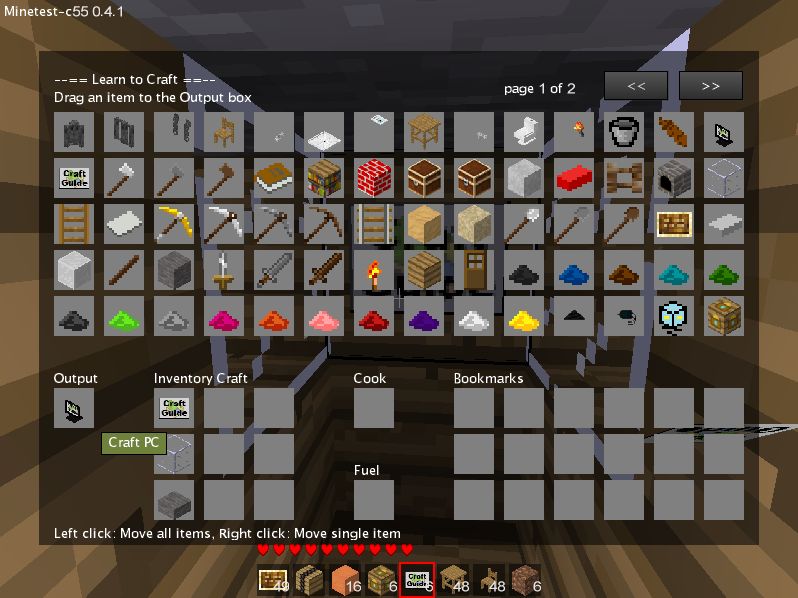 Minetest-c55 0.4.1
--== Learn to Craft ==--
Drag an item to the Output box
page 1 of 2
<<
>>
Craft Guide
Output
Inventory Craft
Cook
Bookmarks
Craft Guide
Craft PC
Fuel
Left click: Move all items, Right click: Move single item
49
16
6
Craft Guide
6
48
48
6